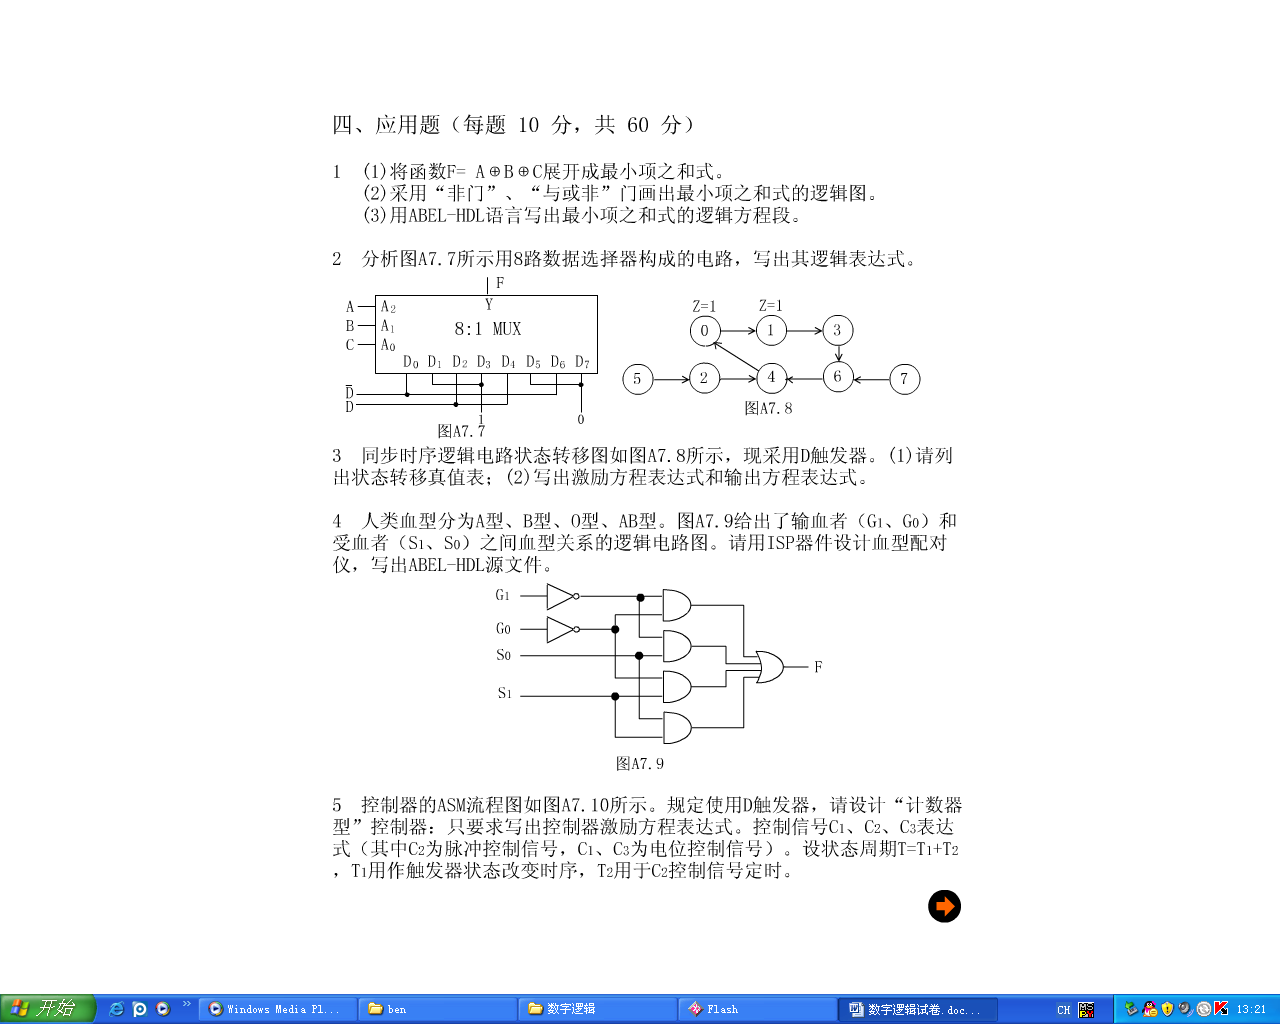 四、应用题（每题 10 分，共 60 分）
1 (1)将函数F= A⊕B⊕C展开成最小项之和式。
(2)采用“非门”、“与或非”门画出最小项之和式的逻辑图。
(3)用ABEL-HDL语言写出最小项之和式的逻辑方程段。
2 分析图A7.7所示用8路数据选择器构成的电路，写出其逻辑表达式。
F
A A₂ Y
B A₁ 8:1 MUX
C A₀
D₀ D₁ D₂ D₃ D₄ D₅ D₆ D₇
D̅
D
1 0
图A7.7
Z=1 Z=1
0 1 3
5 2 4 6 7
图A7.8
3 同步时序逻辑电路状态转移图如图A7.8所示，现采用D触发器。(1)请列
出状态转移真值表；(2)写出激励方程表达式和输出方程表达式。
4 人类血型分为A型、B型、O型、AB型。图A7.9给出了输血者（G₁、G₀）和
受血者（S₁、S₀）之间血型关系的逻辑电路图。请用ISP器件设计血型配对
仪，写出ABEL-HDL源文件。
G₁
G₀
S₀
F
S₁
图A7.9
5 控制器的ASM流程图如图A7.10所示。规定使用D触发器，请设计“计数器
型”控制器：只要求写出控制器激励方程表达式。控制信号C₁、C₂、C₃表达
式（其中C₂为脉冲控制信号，C₁、C₃为电位控制信号）。设状态周期T=T₁+T₂
，T₁用作触发器状态改变时序，T₂用于C₂控制信号定时。
开始 Windows Media Pl... ben 数字逻辑 Flash 数字逻辑试卷.doc... CH 13:21